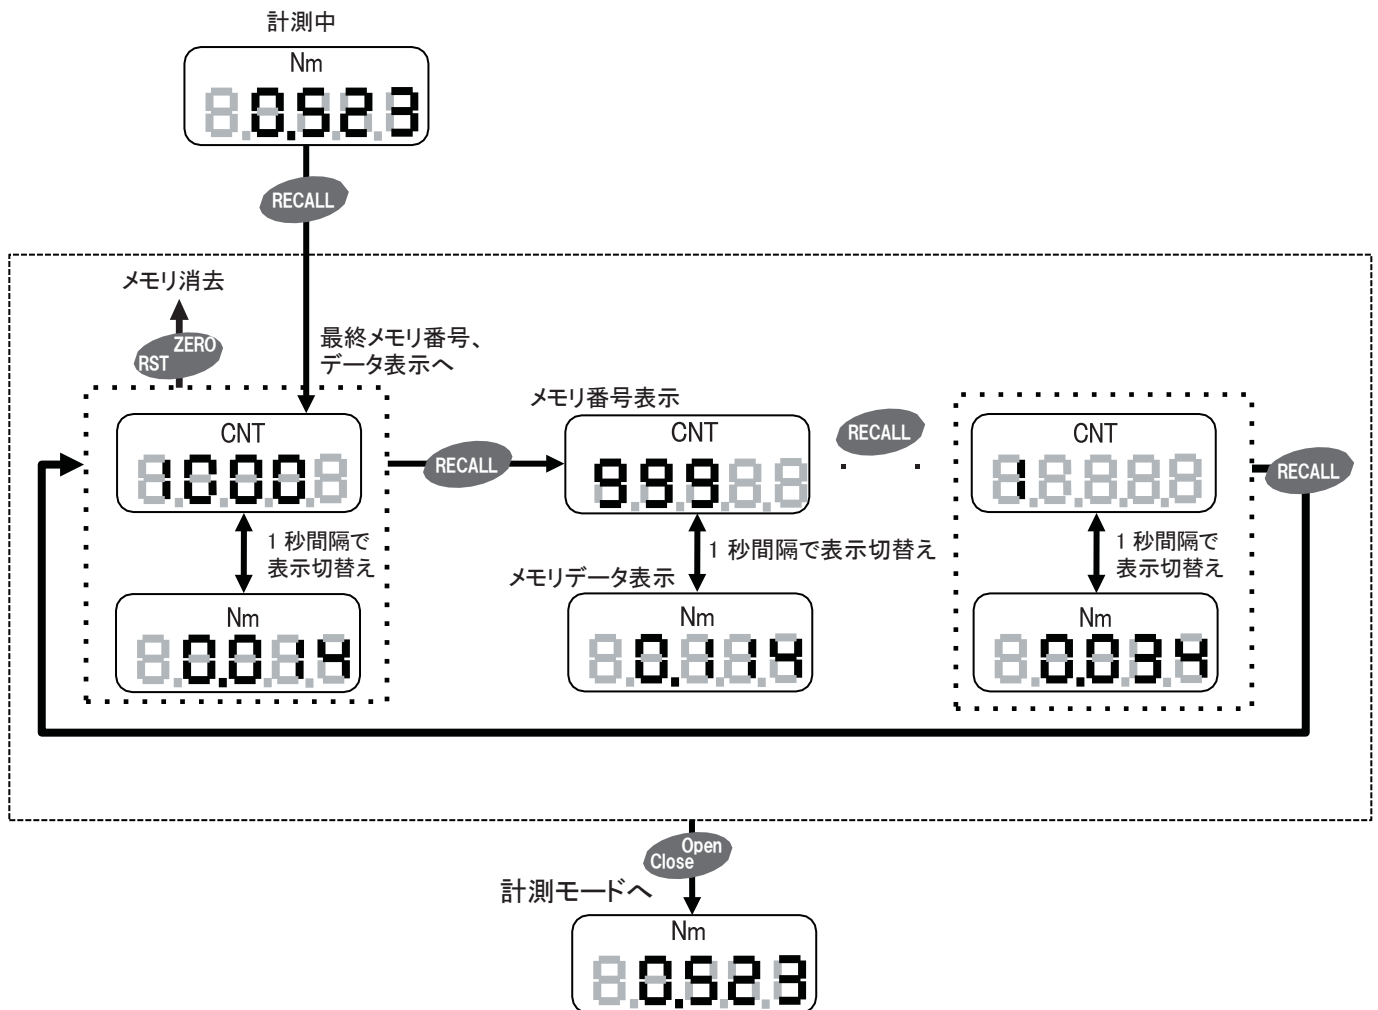 計測中
Nm
0.523
RECALL
メモリ消去
ZERO
RST
最終メモリ番号、
データ表示へ
CNT
1000
1 秒間隔で
表示切替え
Nm
0.014
RECALL
メモリ番号表示
CNT
999
1 秒間隔で表示切替え
メモリデータ表示
Nm
0.114
RECALL
CNT
1
1 秒間隔で
表示切替え
Nm
0.034
RECALL
Open
Close
計測モードへ
Nm
0.523